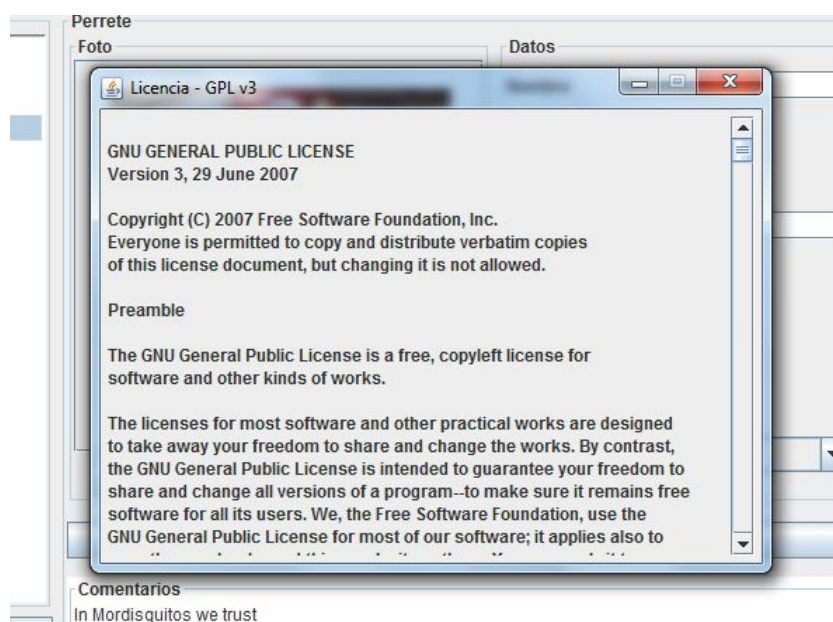 Perrete
Foto
Datos
Licencia - GPL v3
GNU GENERAL PUBLIC LICENSE
Version 3, 29 June 2007
Copyright (C) 2007 Free Software Foundation, Inc.
Everyone is permitted to copy and distribute verbatim copies
of this license document, but changing it is not allowed.
Preamble
The GNU General Public License is a free, copyleft license for
software and other kinds of works.
The licenses for most software and other practical works are designed
to take away your freedom to share and change the works. By contrast,
the GNU General Public License is intended to guarantee your freedom to
share and change all versions of a program--to make sure it remains free
software for all its users. We, the Free Software Foundation, use the
GNU General Public License for most of our software; it applies also to
Comentarios
In Mordisquitos we trust